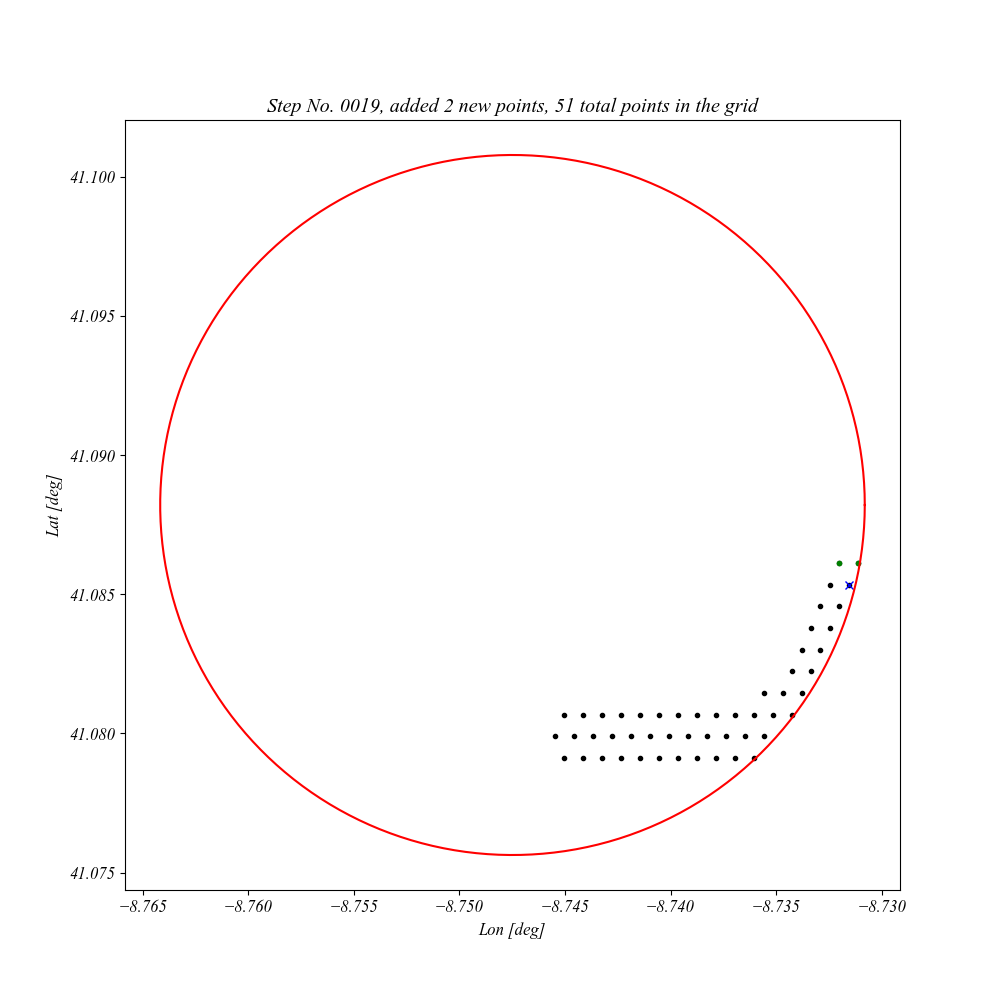 Step No. 0019, added 2 new points, 51 total points in the grid
41.100
41.095
41.090
41.085
41.080
41.075
Lat [deg]
−8.765 −8.760 −8.755 −8.750 −8.745 −8.740 −8.735 −8.730
Lon [deg]